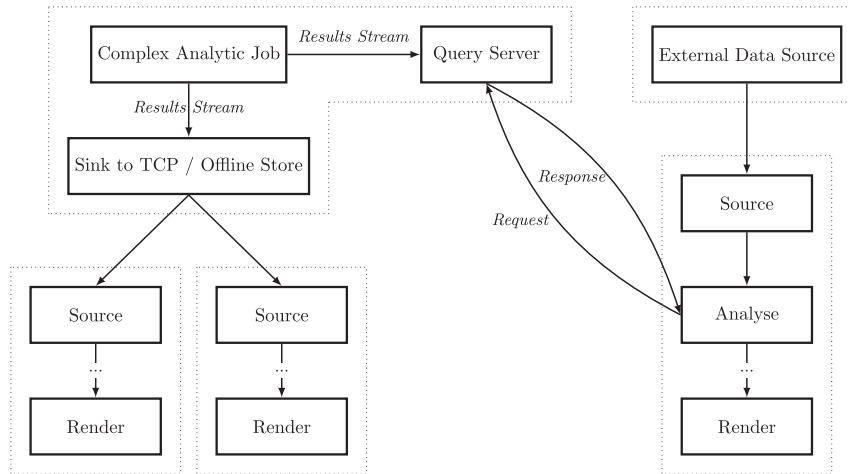 Complex Analytic Job
Results Stream
Query Server
External Data Source
Results Stream
Sink to TCP / Offline Store
Response
Request
Source
Source
Source
Analyse
...
...
...
Render
Render
Render